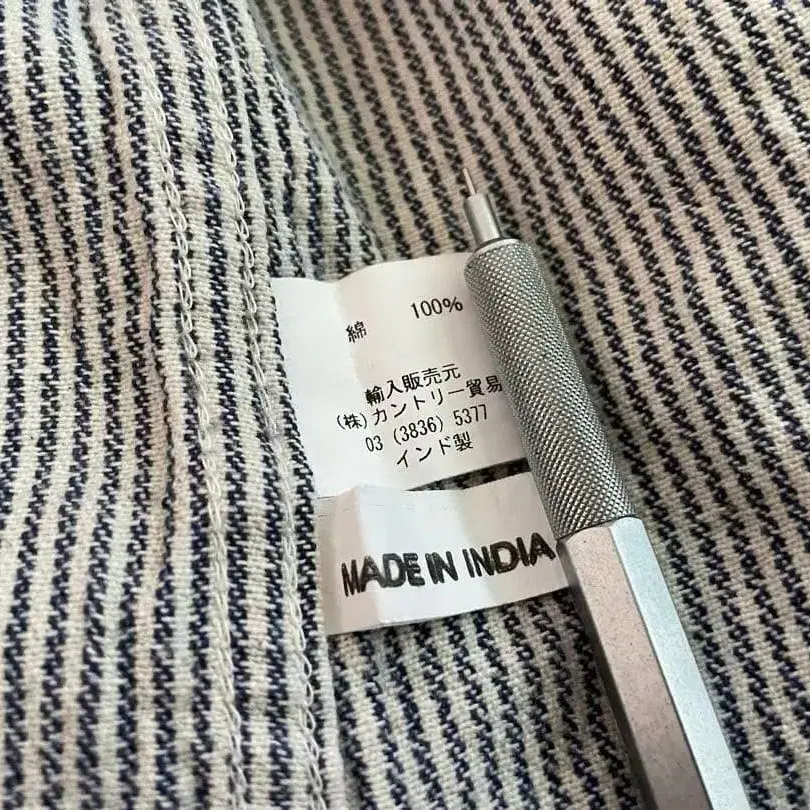 綿 100%
輸入販売元
(株)カントリー貿易
03 (3836) 5377
インド製
MADE IN INDIA